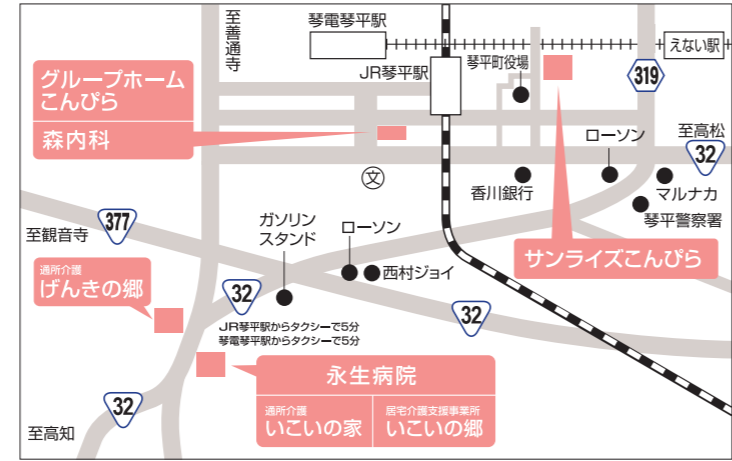 至善通寺
琴電琴平駅
えない駅
JR琴平駅
琴平町役場
319
グループホーム
こんぴら
森内科
ローソン
至高松
32
文
香川銀行
マルナカ
琴平警察署
377
至観音寺
ガソリン
スタンド
ローソン
西村ジョイ
サンライズこんぴら
通所介護
げんきの郷
32
32
JR琴平駅からタクシーで5分
琴電琴平駅からタクシーで5分
永生病院
通所介護
いこいの家
居宅介護支援事業所
いこいの郷
32
至高知